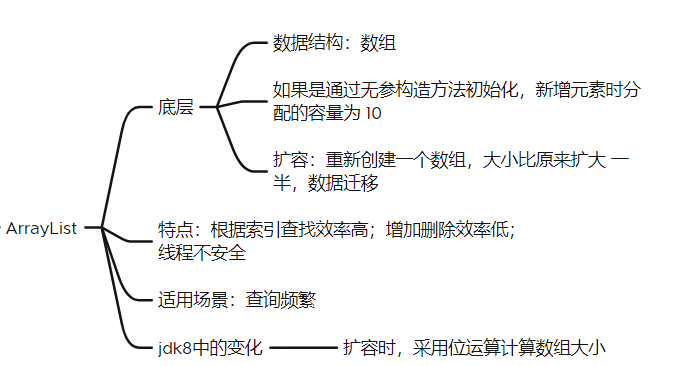 数据结构：数组
如果是通过无参构造方法初始化，新增元素时分
配的容量为 10
底层
扩容：重新创建一个数组，大小比原来扩大 一
半，数据迁移
ArrayList
特点：根据索引查找效率高；增加删除效率低；
线程不安全
适用场景：查询频繁
jdk8中的变化
扩容时，采用位运算计算数组大小